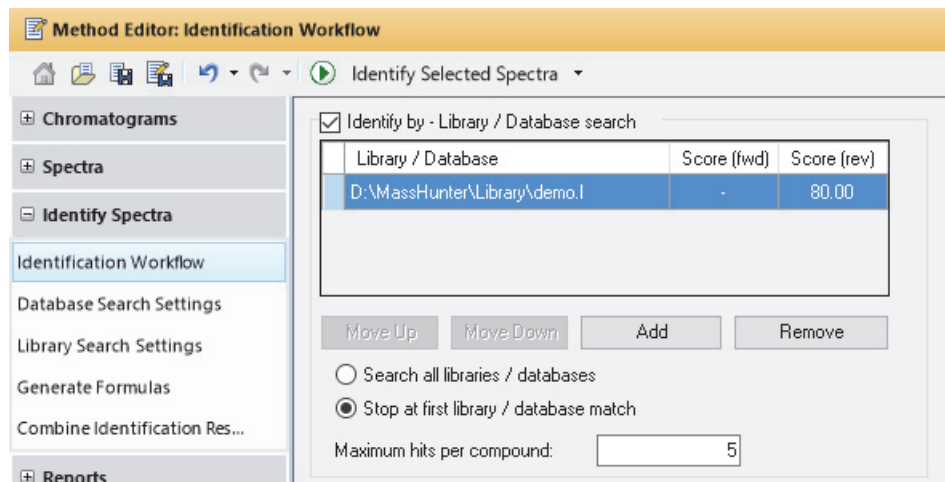 Method Editor: Identification Workflow
Identify Selected Spectra
Chromatograms
Spectra
Identify Spectra
Identification Workflow
Database Search Settings
Library Search Settings
Generate Formulas
Combine Identification Res...
Reports
Identify by - Library / Database search
Library / Database Score (fwd) Score (rev)
D:\MassHunter\Library\demo.l - 80.00
Move Up Move Down Add Remove
Search all libraries / databases
Stop at first library / database match
Maximum hits per compound: 5